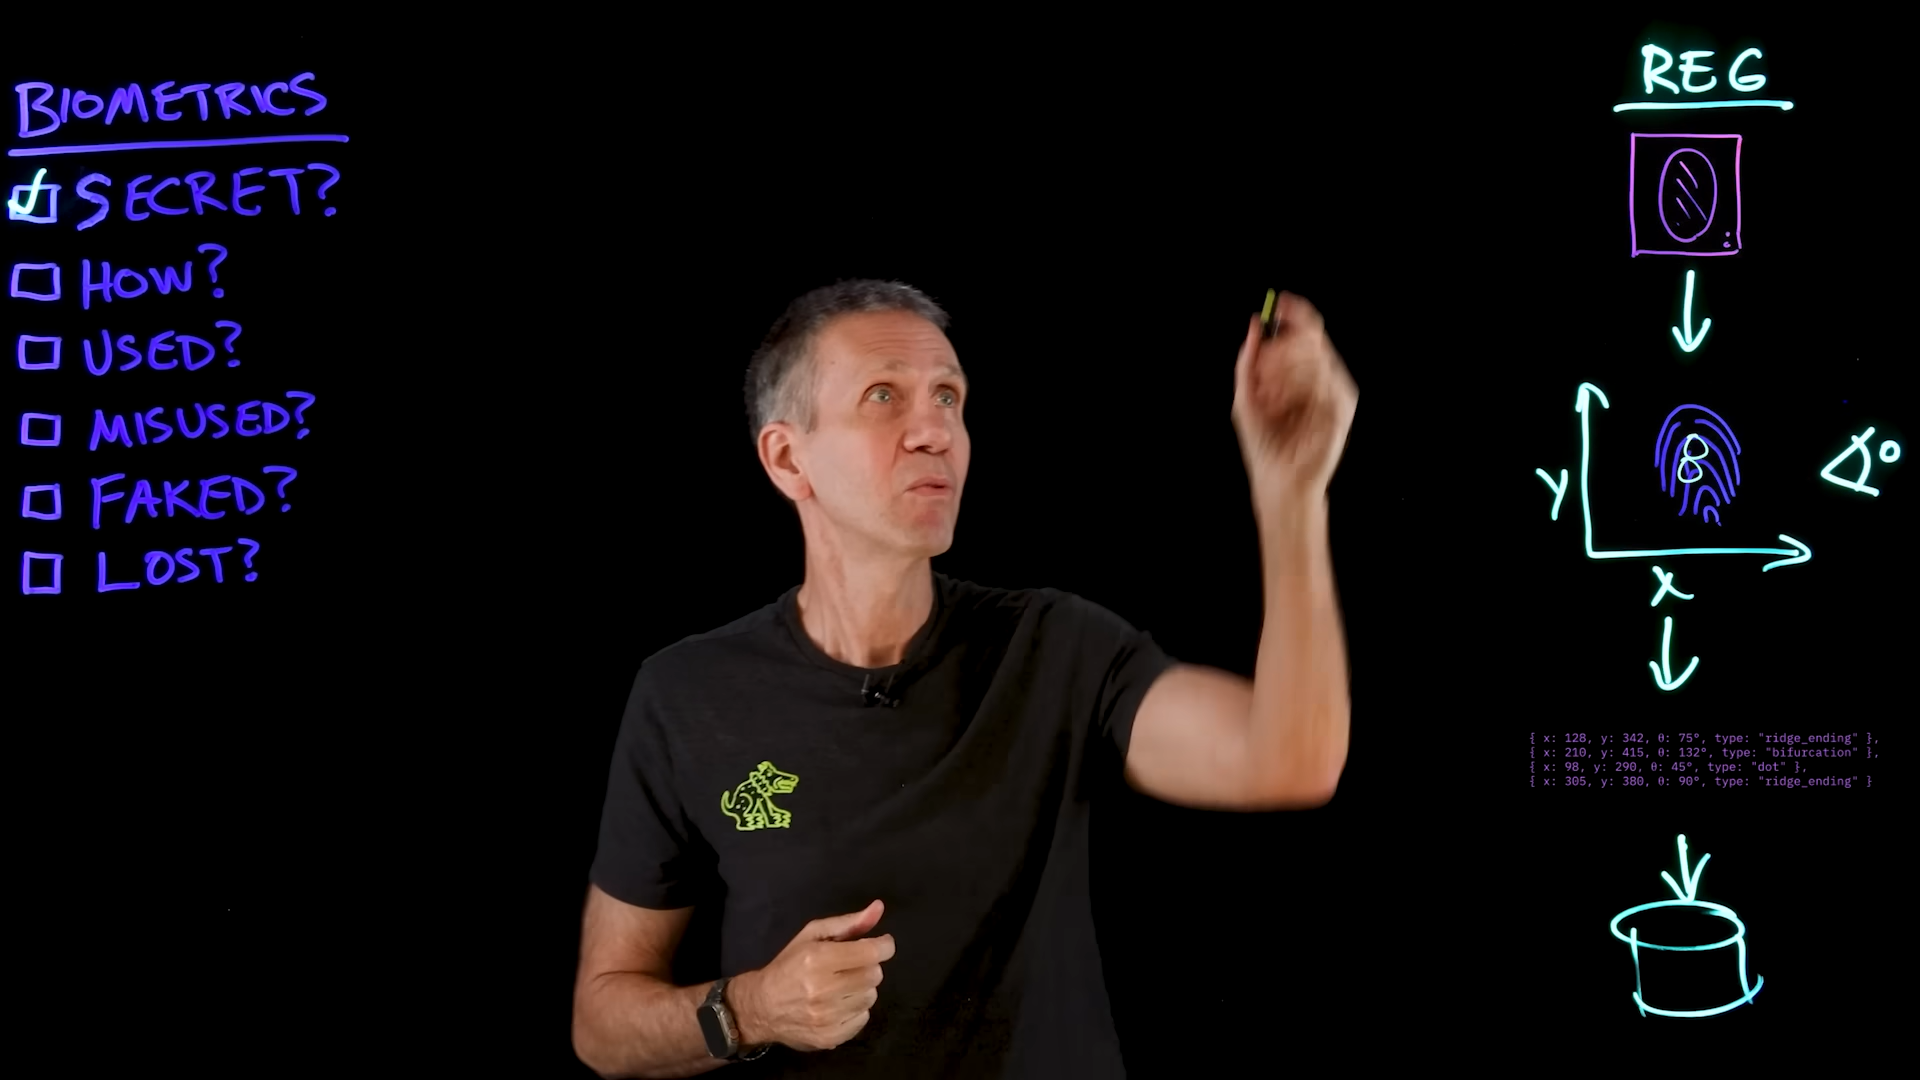 BIOMETRICS
SECRET?
HOW?
USED?
MISUSED?
FAKED?
LOST?
REG
y
x
{ x: 128, y: 342, θ: 75°, type: "ridge_ending" },
{ x: 210, y: 415, θ: 132°, type: "bifurcation" },
{ x: 98, y: 290, θ: 45°, type: "dot" },
{ x: 305, y: 380, θ: 90°, type: "ridge_ending" }